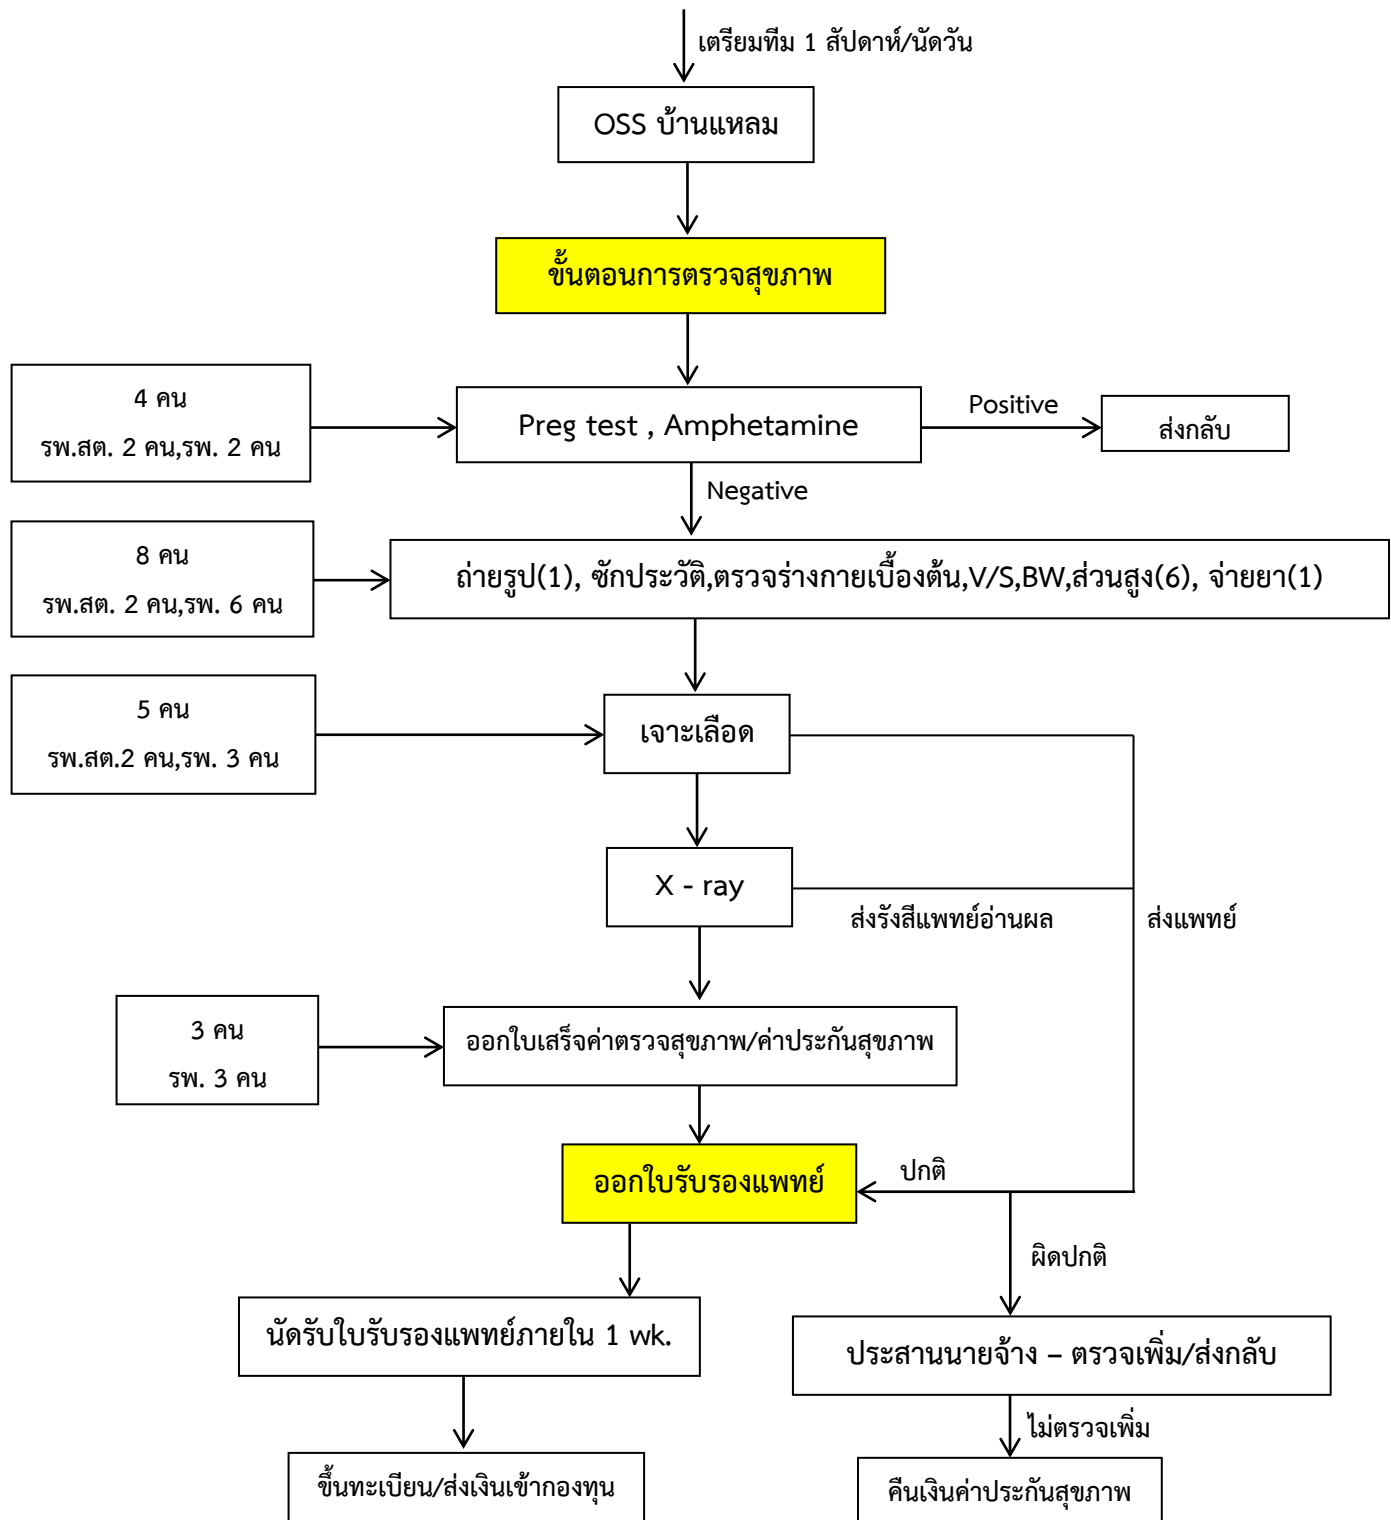 เตรียมทีม 1 สัปดาห์/นัดวัน
OSS บ้านแหลม
ขั้นตอนการตรวจสุขภาพ
4 คน
รพ.สต. 2 คน,รพ. 2 คน
Preg test , Amphetamine
Positive
ส่งกลับ
Negative
8 คน
รพ.สต. 2 คน,รพ. 6 คน
ถ่ายรูป(1), ซักประวัติ,ตรวจร่างกายเบื้องต้น,V/S,BW,ส่วนสูง(6), จ่ายยา(1)
5 คน
รพ.สต.2 คน,รพ. 3 คน
เจาะเลือด
X - ray
ส่งรังสีแพทย์อ่านผล
ส่งแพทย์
3 คน
รพ. 3 คน
ออกใบเสร็จค่าตรวจสุขภาพ/ค่าประกันสุขภาพ
ออกใบรับรองแพทย์
ปกติ
ผิดปกติ
นัดรับใบรับรองแพทย์ภายใน 1 wk.
ประสานนายจ้าง – ตรวจเพิ่ม/ส่งกลับ
ไม่ตรวจเพิ่ม
ขึ้นทะเบียน/ส่งเงินเข้ากองทุน
คืนเงินค่าประกันสุขภาพ